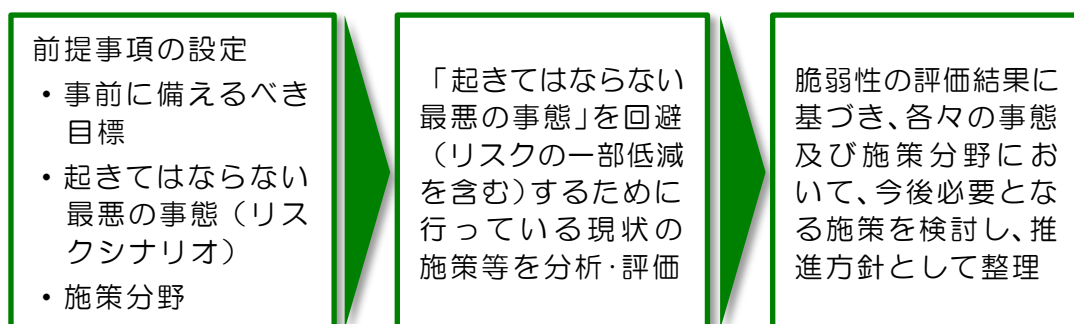 前提事項の設定
・事前に備えるべき
目標
・起きてはならない
最悪の事態（リス
クシナリオ）
・施策分野
「起きてはならない
最悪の事態」を回避
（リスクの一部低減
を含む）するために
行っている現状の
施策等を分析・評価
脆弱性の評価結果に
基づき、各々の事態
及び施策分野にお
いて、今後必要とな
る施策を検討し、推
進方針として整理